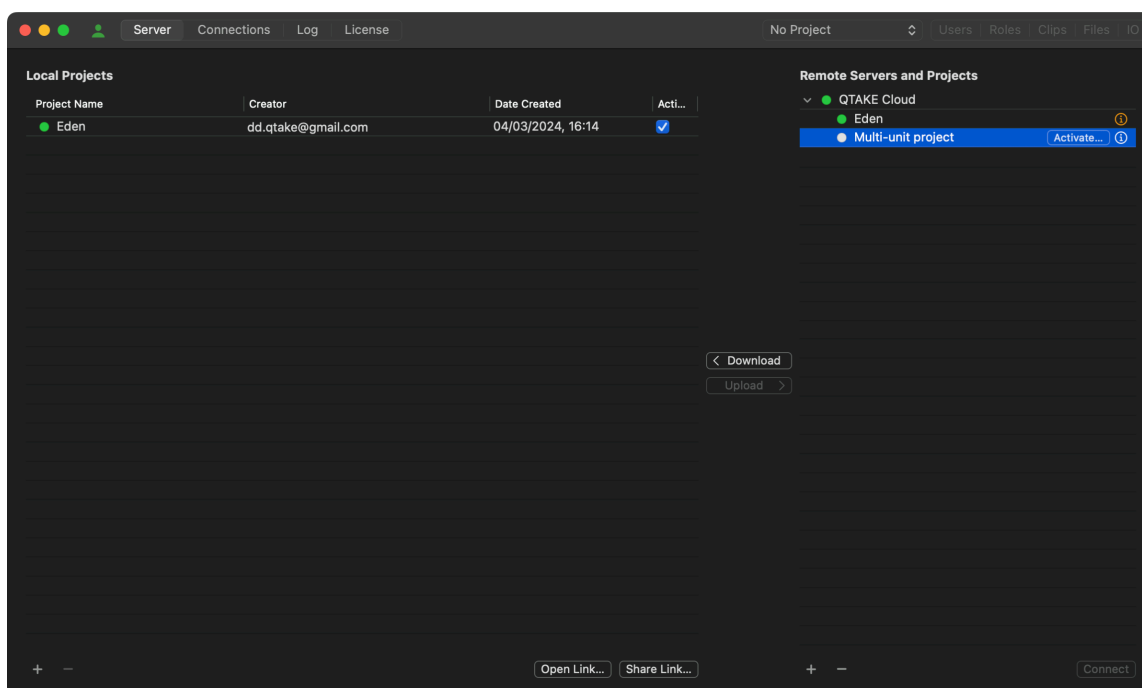 Server Connections Log License No Project Users Roles Clips Files IO
Local Projects
Project Name Creator Date Created Acti...
Eden dd.qtake@gmail.com 04/03/2024, 16:14
Remote Servers and Projects
QTAKE Cloud
Eden
Multi-unit project Activate...
< Download
Upload >
+ − Open Link... Share Link...
+ − Connect